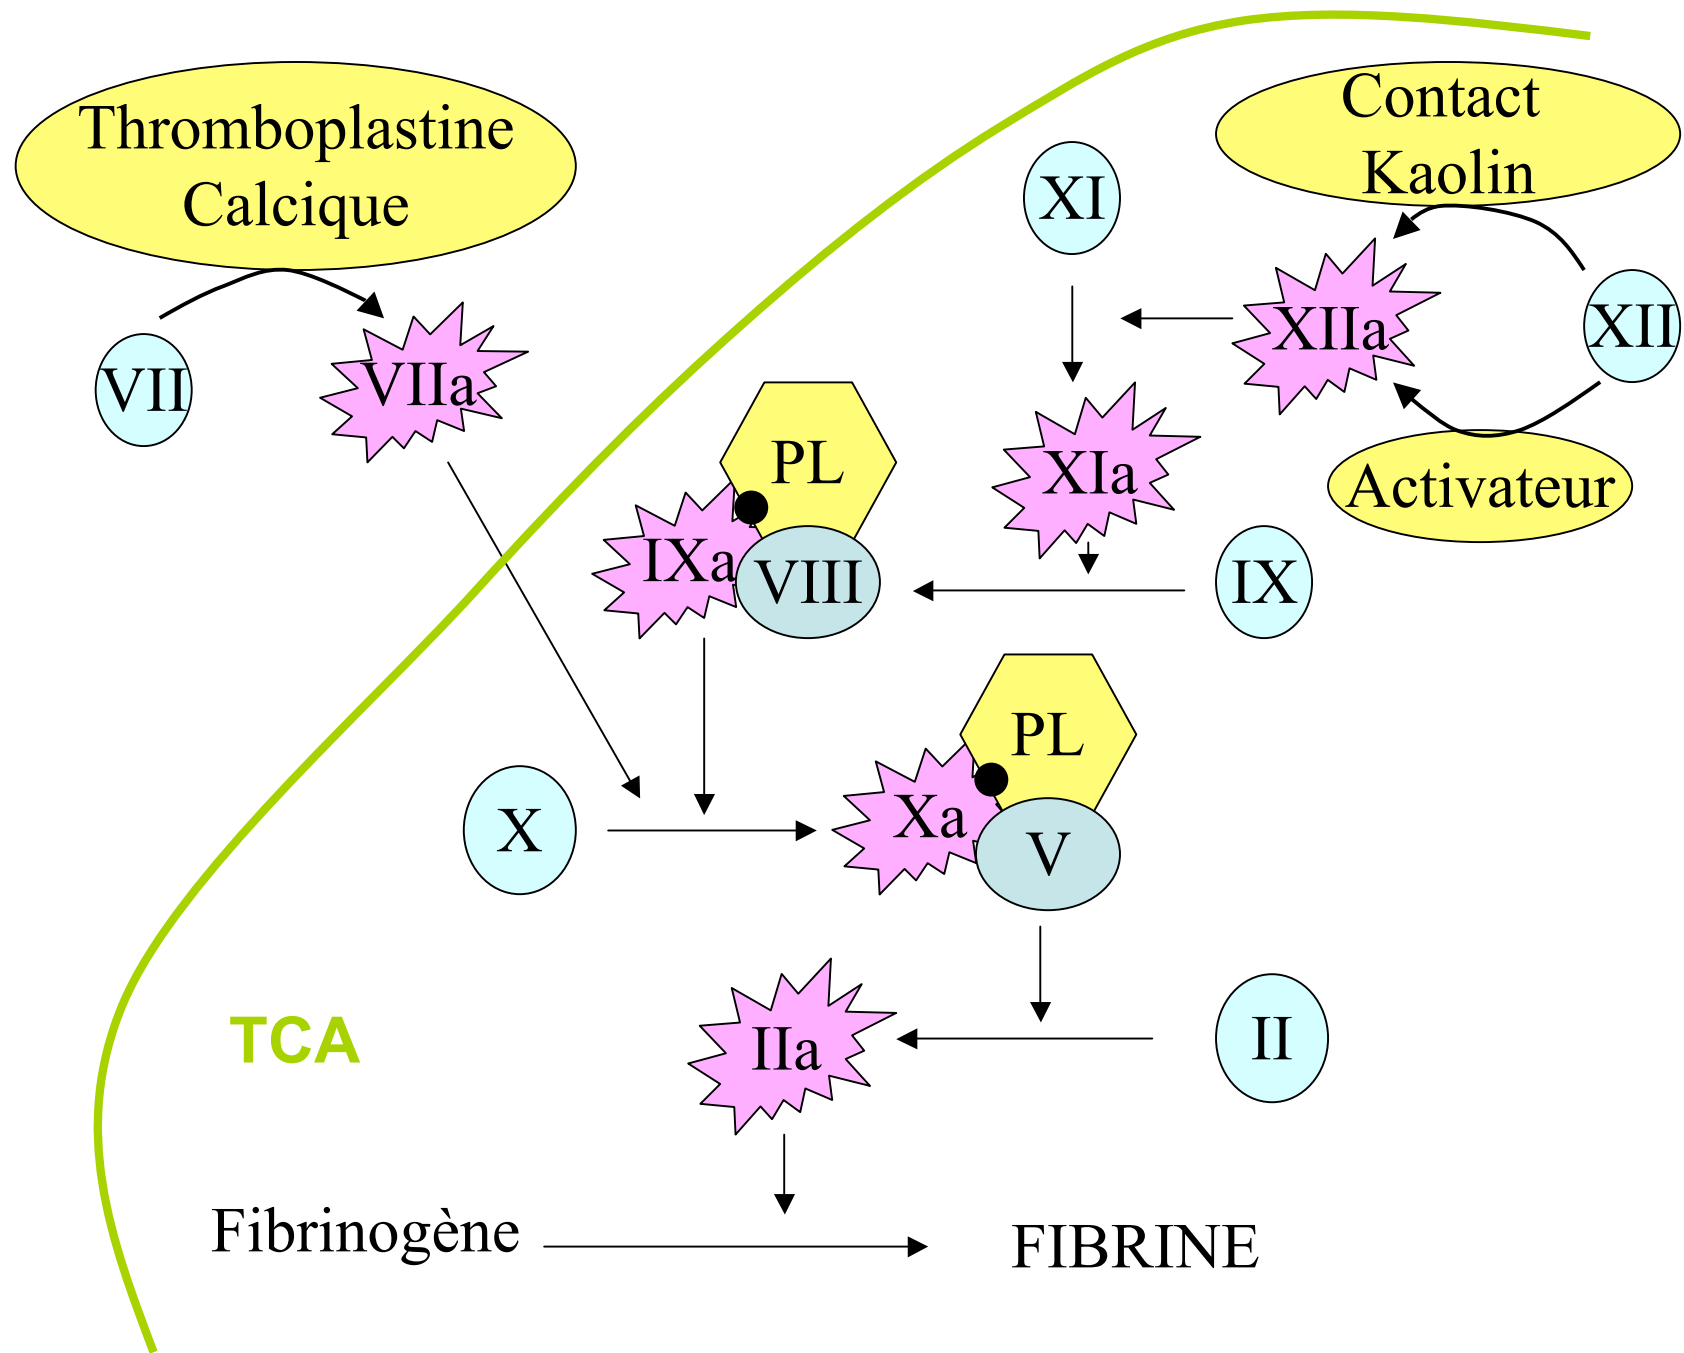 Thromboplastine
Calcique
Contact
Kaolin
XI
XII
XIIa
VII
VIIa
PL
XIa
Activateur
IXa
VIII
IX
PL
X
Xa
V
TCA
IIa
II
Fibrinogène
FIBRINE